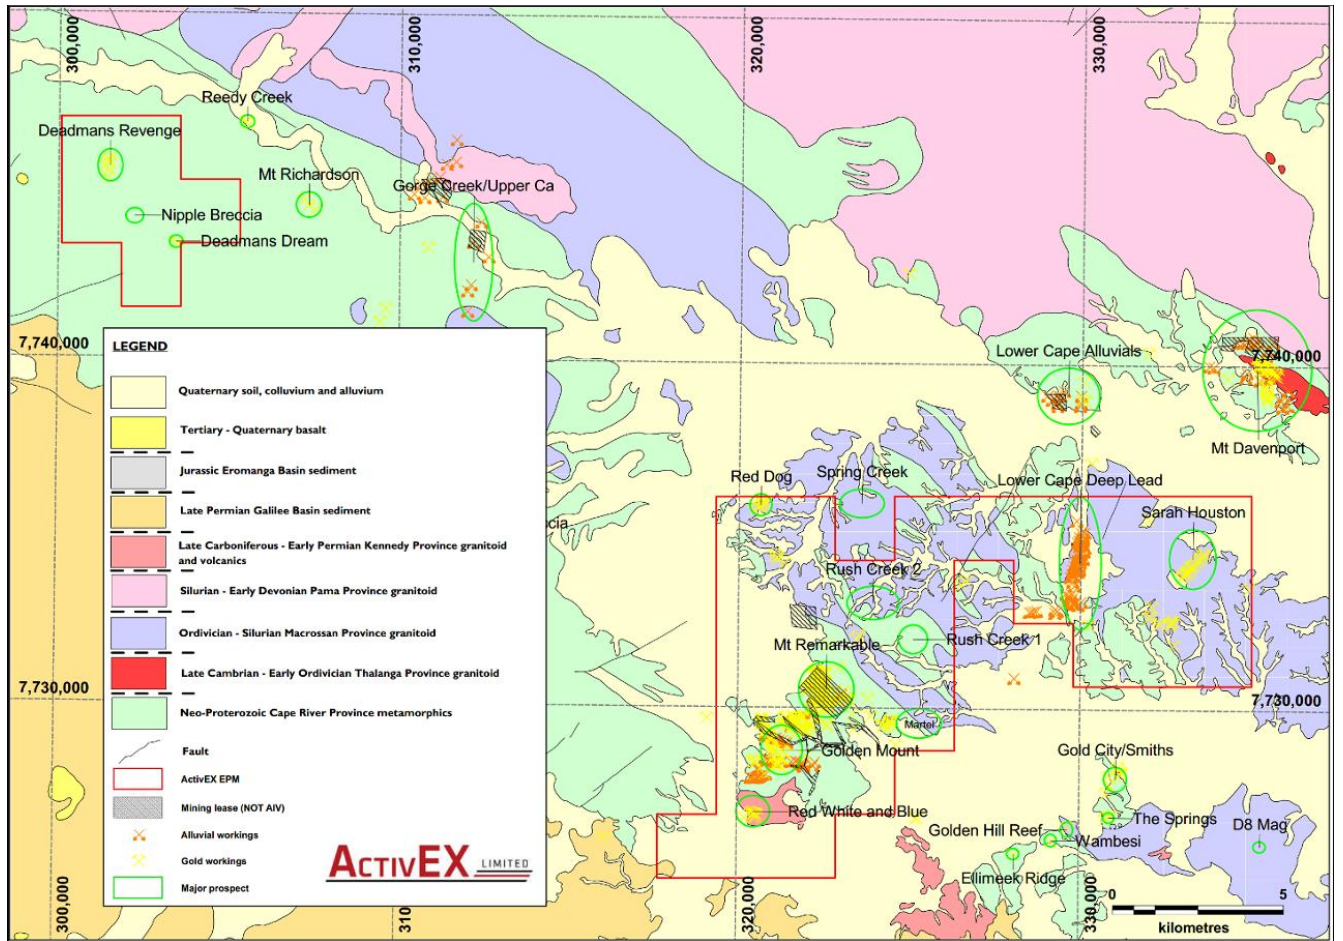 300,000
310,000
320,000
330,000
Reedy Creek
Deadmans Revenge
Mt Richardson
Gorge Creek/Upper Ca
Nipple Breccia
Deadmans Dream
7,740,000
Lower Cape Alluvials
7,740,000
Mt Davenport
LEGEND
Quaternary soil, colluvium and alluvium
Tertiary - Quaternary basalt
Jurassic Eromanga Basin sediment
Late Permian Galilee Basin sediment
Late Carboniferous - Early Permian Kennedy Province granitoid
and volcanics
Silurian - Early Devonian Pama Province granitoid
Ordivician - Silurian Macrossan Province granitoid
Late Cambrian - Early Ordivician Thalanga Province granitoid
Neo-Proterozoic Cape River Province metamorphics
Fault
ActivEX EPM
Mining lease (NOT AIV)
Alluvial workings
Gold workings
Major prospect
ACTIVEX LIMITED
ccia
Red Dog
Spring Creek
Lower Cape Deep Lead
Sarah Houston
Rush Creek 2
Rush Creek 1
Mt Remarkable
7,730,000
7,730,000
Martel
Golden Mount
Gold City/Smiths
Red White and Blue
The Springs
D8 Mag
Golden Hill Reef
Wambesi
Ellimeek Ridge
300,000
310
320,000
330,000
0
5
kilometres